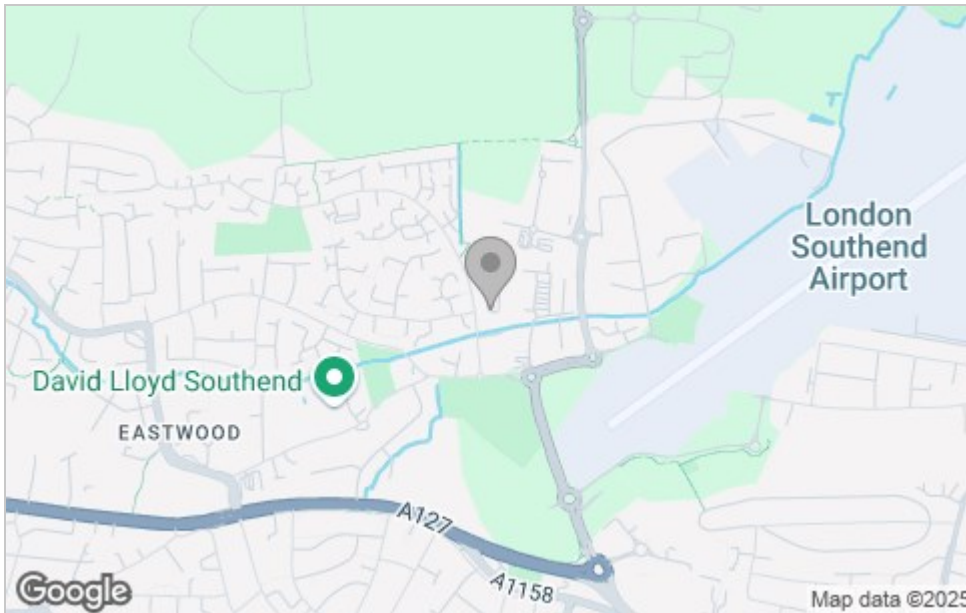 London
Southend
Airport
David Lloyd Southend
EASTWOOD
A127
A1158
Google
Map data ©2025